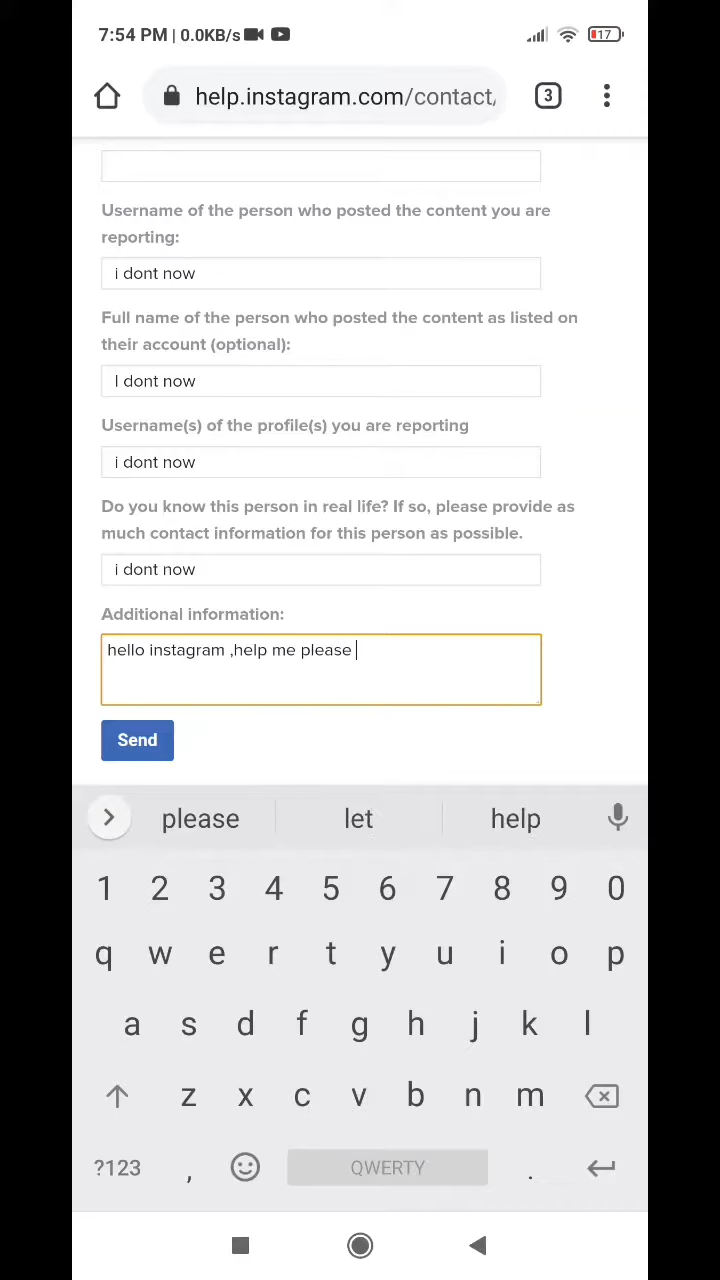 7:54 PM | 0.0KB/s
17
help.instagram.com/contact,
3
Username of the person who posted the content you are
reporting:
i dont now
Full name of the person who posted the content as listed on
their account (optional):
I dont now
Username(s) of the profile(s) you are reporting
i dont now
Do you know this person in real life? If so, please provide as
much contact information for this person as possible.
i dont now
Additional information:
hello instagram ,help me please
Send
please let help
1 2 3 4 5 6 7 8 9 0
q w e r t y u i o p
a s d f g h j k l
z x c v b n m
?123 , QWERTY .